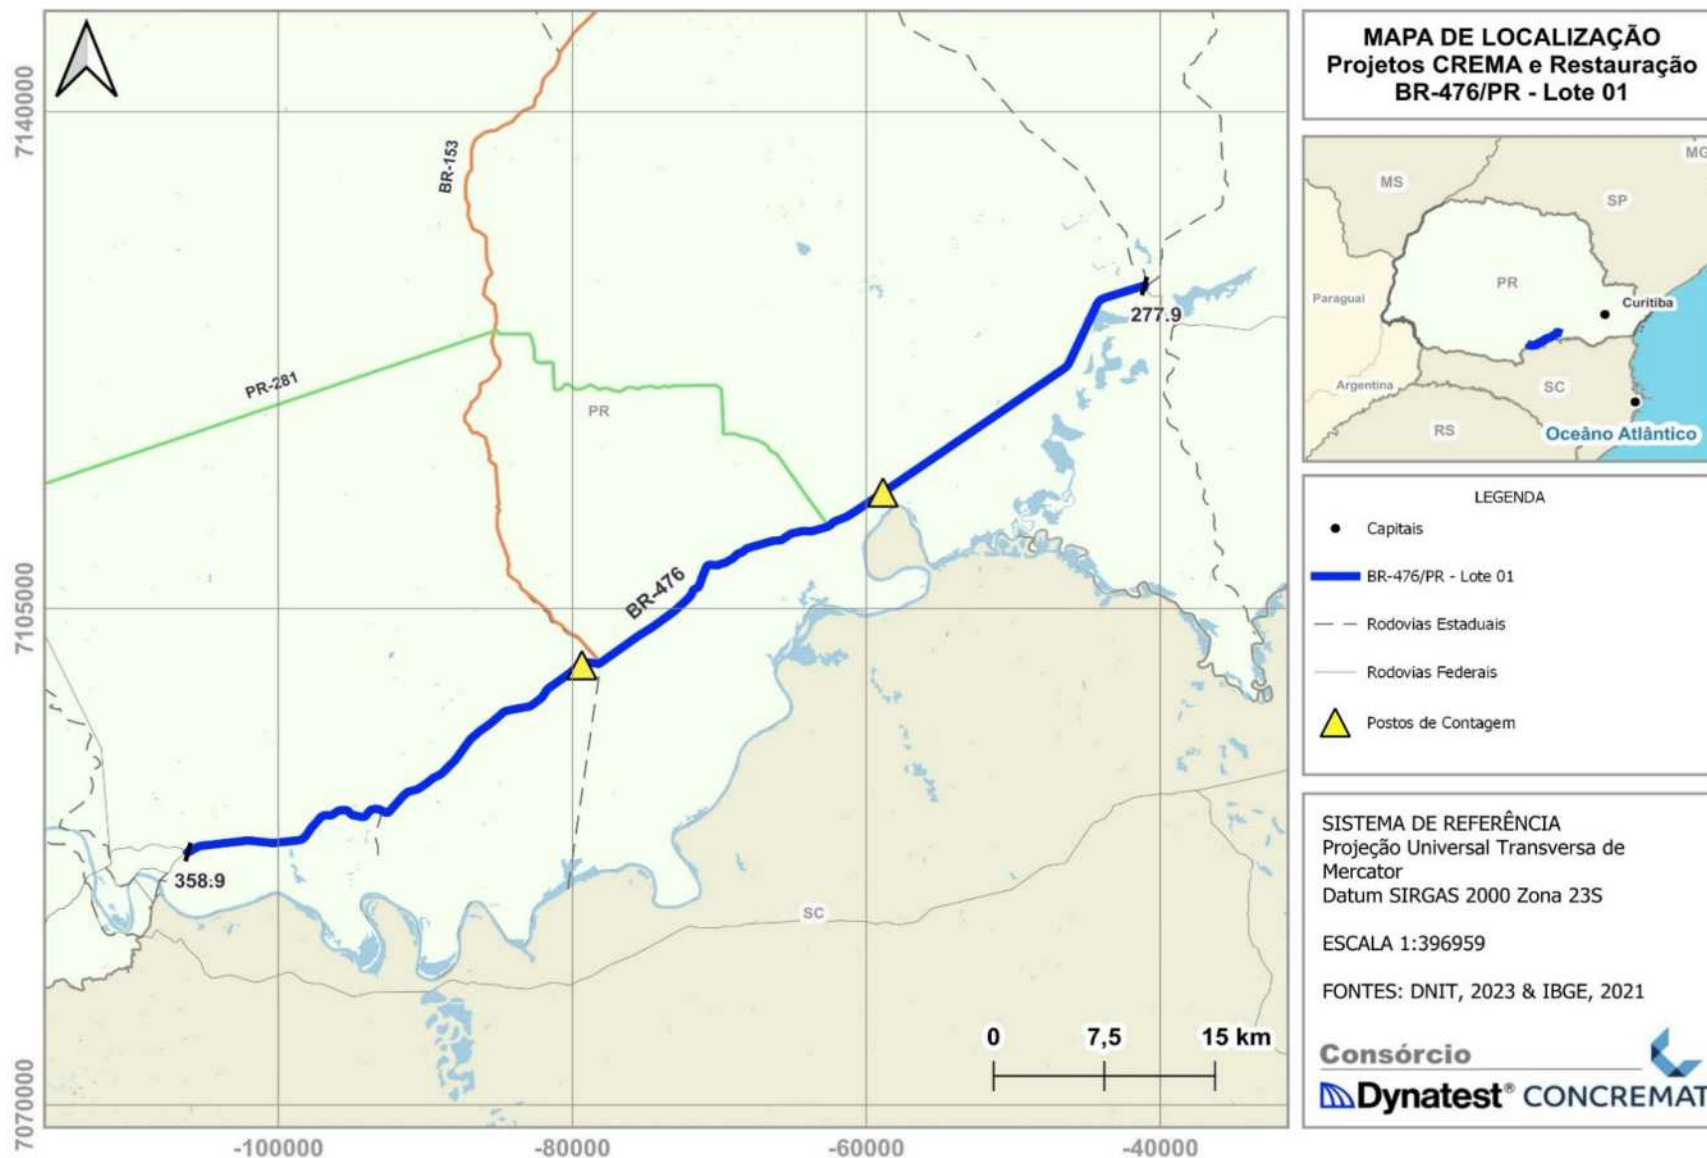 MAPA DE LOCALIZAÇÃO
Projetos CREMA e Restauração
BR-476/PR - Lote 01
7140000
7105000
7070000
-100000
-80000
-60000
-40000
BR-153
PR-281
PR
BR-476
277.9
358.9
SC
0 7,5 15 km
MS
MG
SP
PR
Paraguai
Curitiba
Argentina
SC
RS
Oceâno Atlântico
LEGENDA
Capitais
BR-476/PR - Lote 01
Rodovias Estaduais
Rodovias Federais
Postos de Contagem
SISTEMA DE REFERÊNCIA
Projeção Universal Transversa de
Mercator
Datum SIRGAS 2000 Zona 23S
ESCALA 1:396959
FONTES: DNIT, 2023 & IBGE, 2021
Consórcio
Dynatest® CONCREMAT